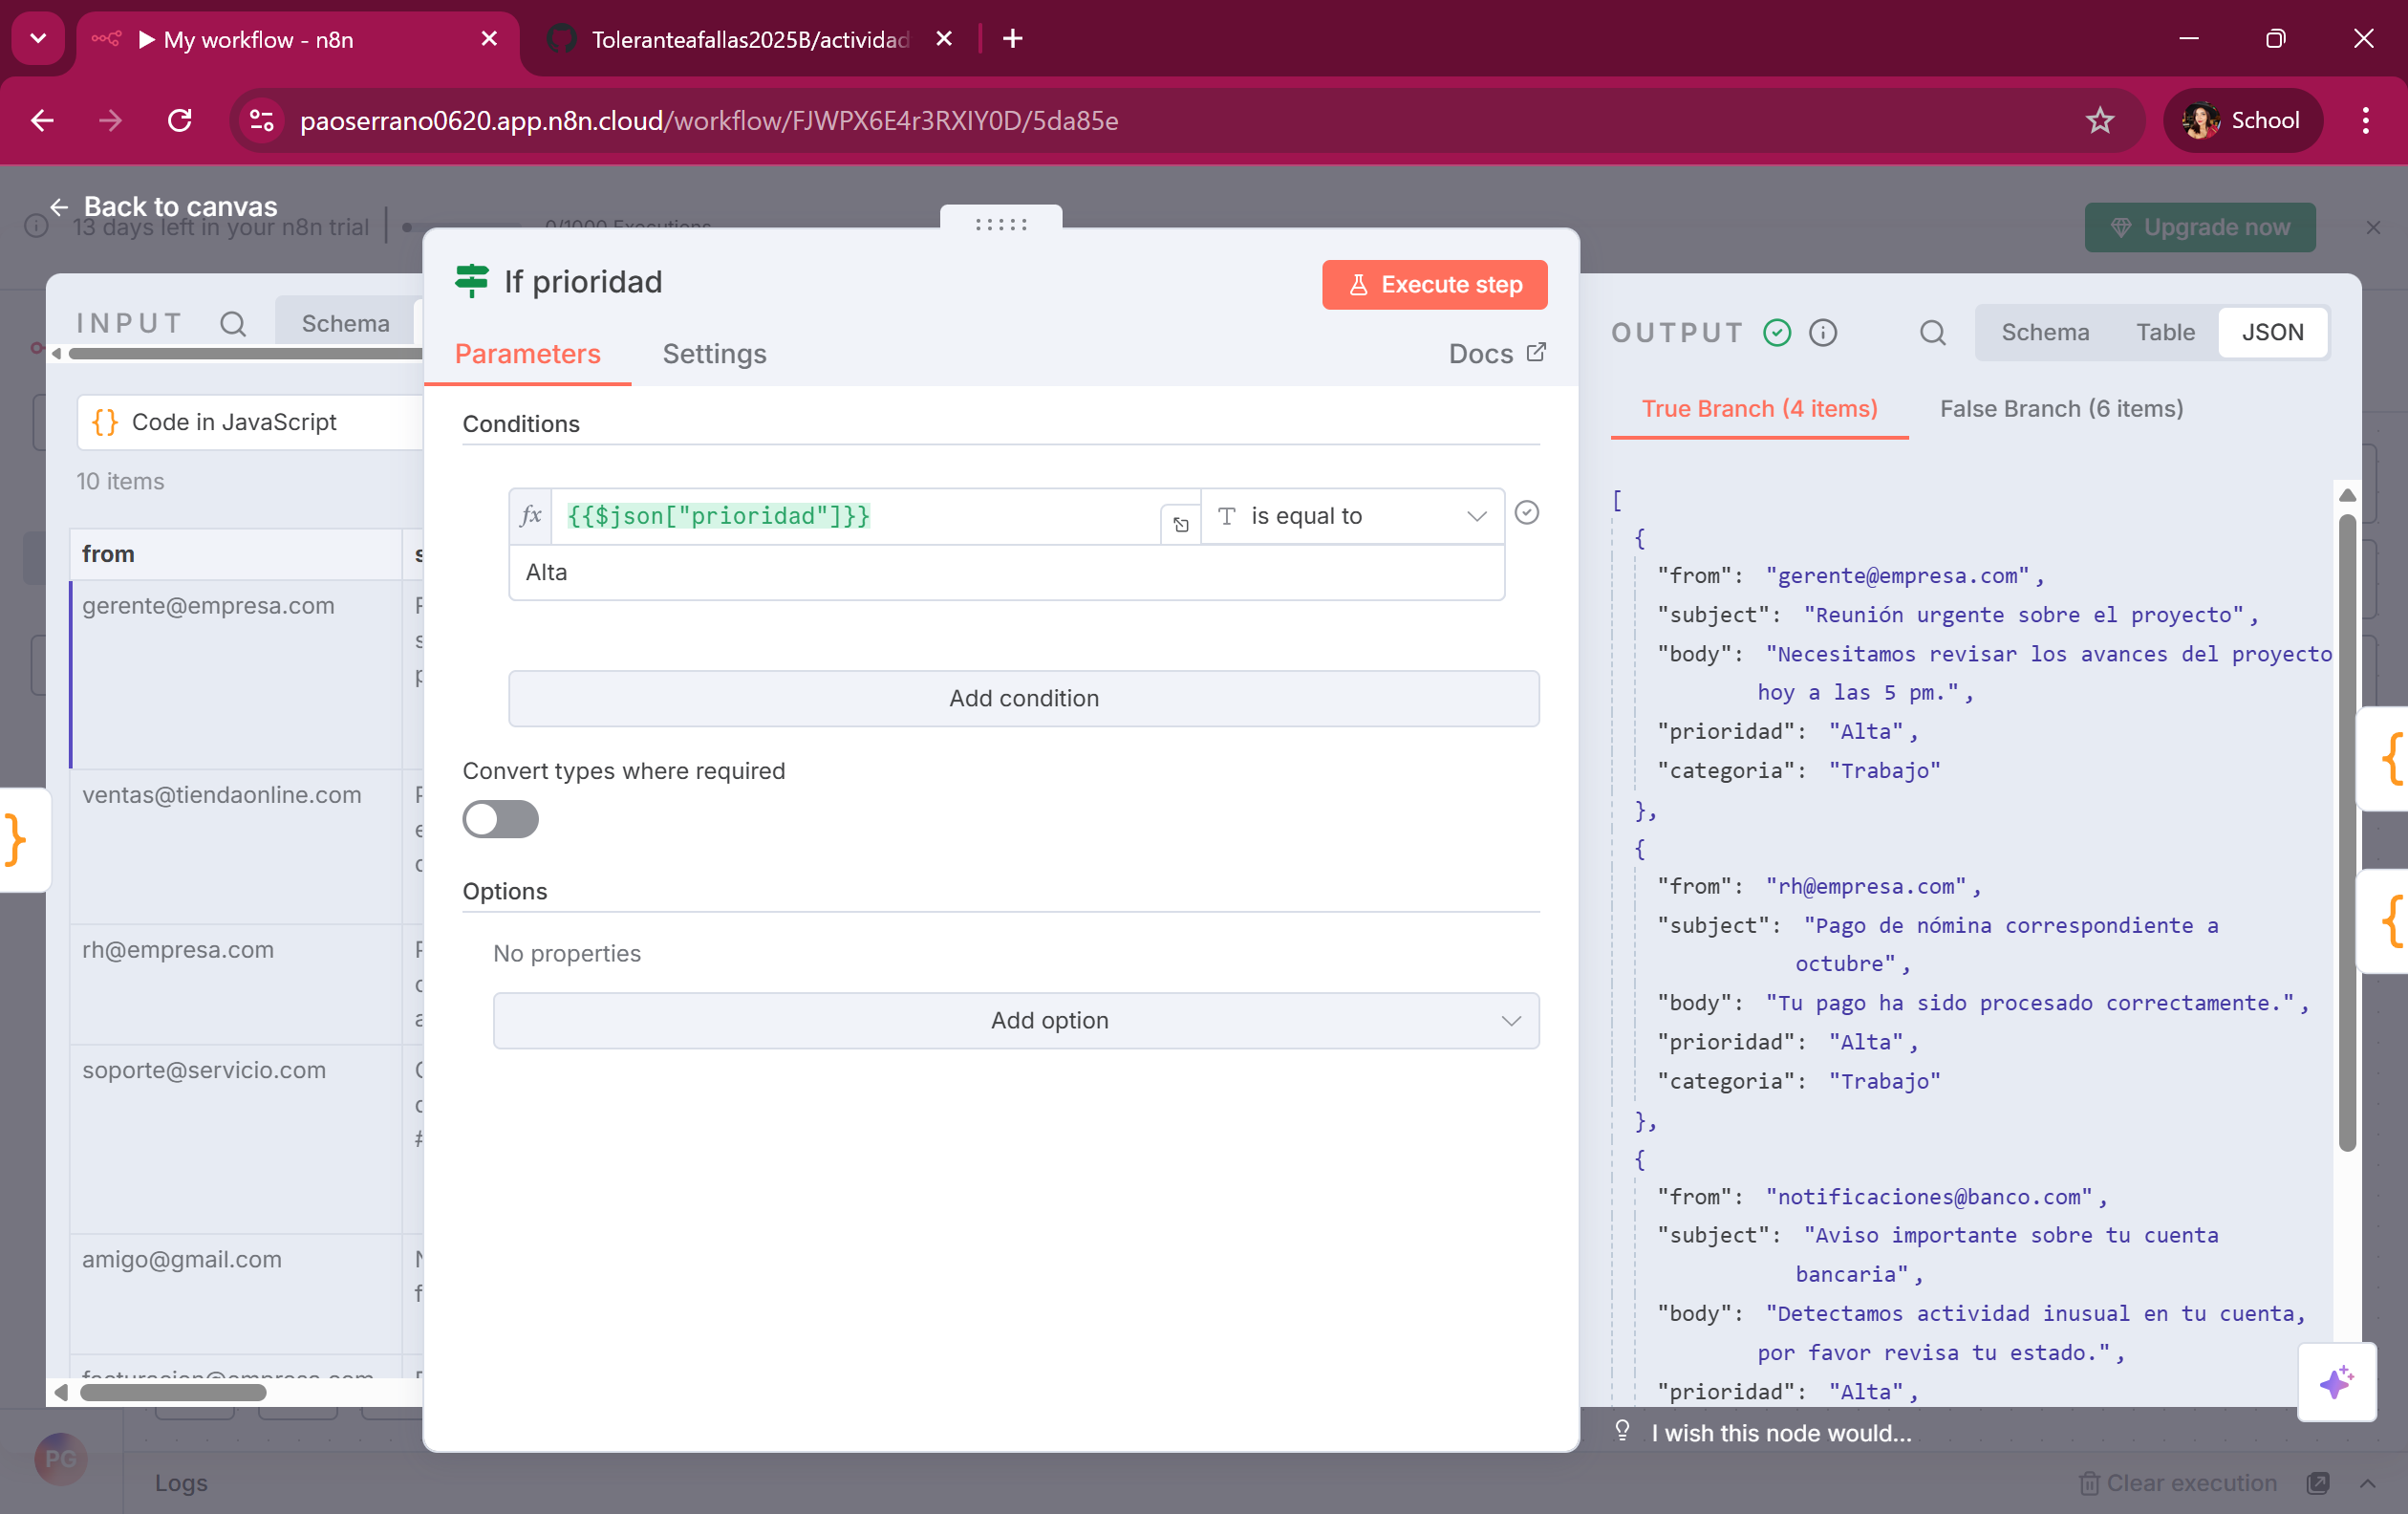 My workflow - n8n
Toleranteafallas2025B/actividad
paoserrano0620.app.n8n.cloud/workflow/FJWPX6E4r3RXIY0D/5da85e
School
Back to canvas
13 days left in your n8n trial
0/1000 Executions
Upgrade now
INPUT
Schema
Code in JavaScript
10 items
from
gerente@empresa.com
ventas@tiendaonline.com
rh@empresa.com
soporte@servicio.com
#
amigo@gmail.com
facturacion@empresa.com
If prioridad
Execute step
Parameters
Settings
Docs
Conditions
fx
{{$json["prioridad"]}}
T is equal to
Alta
Add condition
Convert types where required
Options
No properties
Add option
OUTPUT
Schema
Table
JSON
True Branch (4 items)
False Branch (6 items)
[
{
"from": "gerente@empresa.com",
"subject": "Reunión urgente sobre el proyecto",
"body": "Necesitamos revisar los avances del proyecto
hoy a las 5 pm.",
"prioridad": "Alta",
"categoria": "Trabajo"
},
{
"from": "rh@empresa.com",
"subject": "Pago de nómina correspondiente a
octubre",
"body": "Tu pago ha sido procesado correctamente.",
"prioridad": "Alta",
"categoria": "Trabajo"
},
{
"from": "notificaciones@banco.com",
"subject": "Aviso importante sobre tu cuenta
bancaria",
"body": "Detectamos actividad inusual en tu cuenta,
por favor revisa tu estado.",
"prioridad": "Alta",
I wish this node would...
PG
Logs
Clear execution